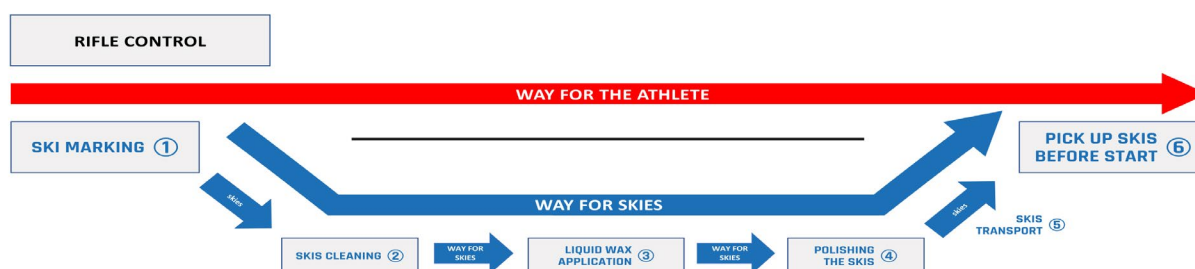 RIFLE CONTROL
WAY FOR THE ATHLETE
SKI MARKING ①
PICK UP SKIS
BEFORE START ⑥
skies
WAY FOR SKIES
skies
SKIS
TRANSPORT ⑤
SKIS CLEANING ②
WAY FOR
SKIES
LIQUID WAX
APPLICATION ③
WAY FOR
SKIES
POLISHING
THE SKIS ④